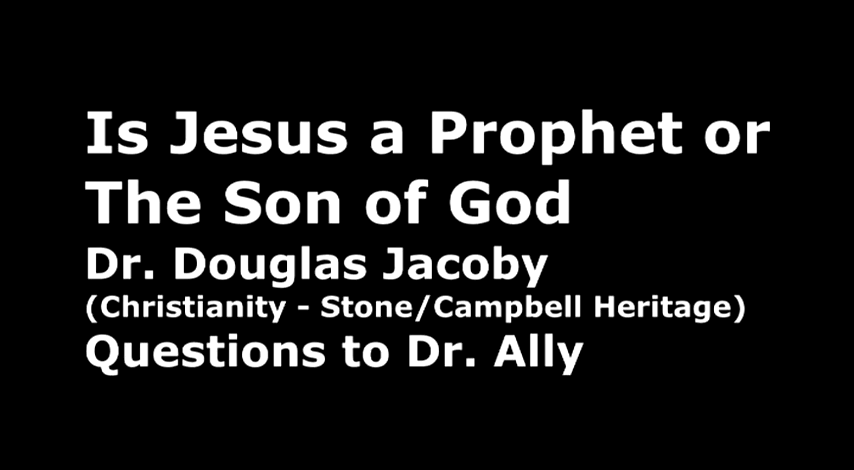 Is Jesus a Prophet or
The Son of God
Dr. Douglas Jacoby
(Christianity - Stone/Campbell Heritage)
Questions to Dr. Ally